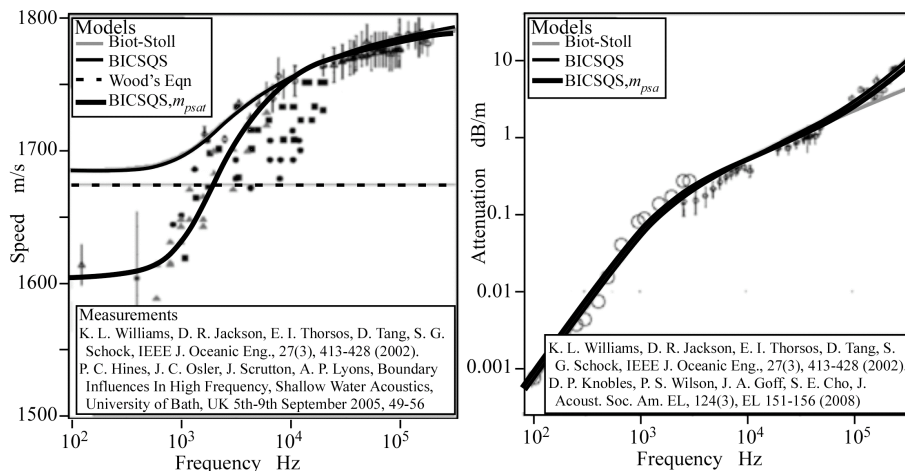 1800
1700
1600
1500
Speed m/s
Models
Biot-Stoll
BICSQS
Wood's Eqn
BICSQS,mpsat
Measurements
K. L. Williams, D. R. Jackson, E. I. Thorsos, D. Tang, S. G.
Schock, IEEE J. Oceanic Eng., 27(3), 413-428 (2002).
P. C. Hines, J. C. Osler, J. Scrutton, A. P. Lyons, Boundary
Influences In High Frequency, Shallow Water Acoustics,
University of Bath, UK 5th-9th September 2005, 49-56
10² 10³ 10⁴ 10⁵
Frequency Hz
10
1
0.1
0.01
0.001
Attenuation dB/m
Models
Biot-Stoll
BICSQS
BICSQS,mpsa
K. L. Williams, D. R. Jackson, E. I. Thorsos, D. Tang, S.
G. Schock, IEEE J. Oceanic Eng., 27(3), 413-428 (2002).
D. P. Knobles, P. S. Wilson, J. A. Goff, S. E. Cho, J.
Acoust. Soc. Am. EL, 124(3), EL 151-156 (2008)
10² 10³ 10⁴ 10⁵
Frequency Hz